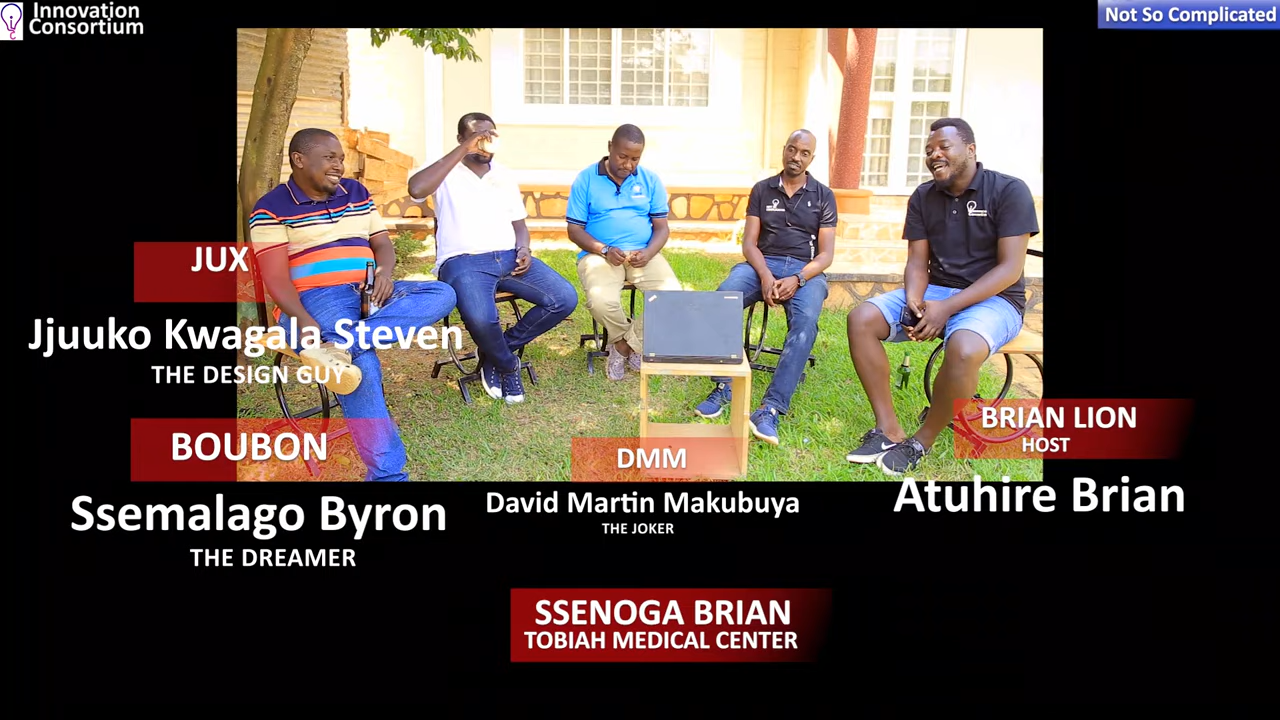 Innovation
Consortium
Not So Complicated
JUX
Jjuuko Kwagala Steven
THE DESIGN GUY
BOUBON
Ssemalago Byron
THE DREAMER
DMM
David Martin Makubuya
THE JOKER
BRIAN LION
HOST
Atuhire Brian
SSENOGA BRIAN
TOBIAH MEDICAL CENTER